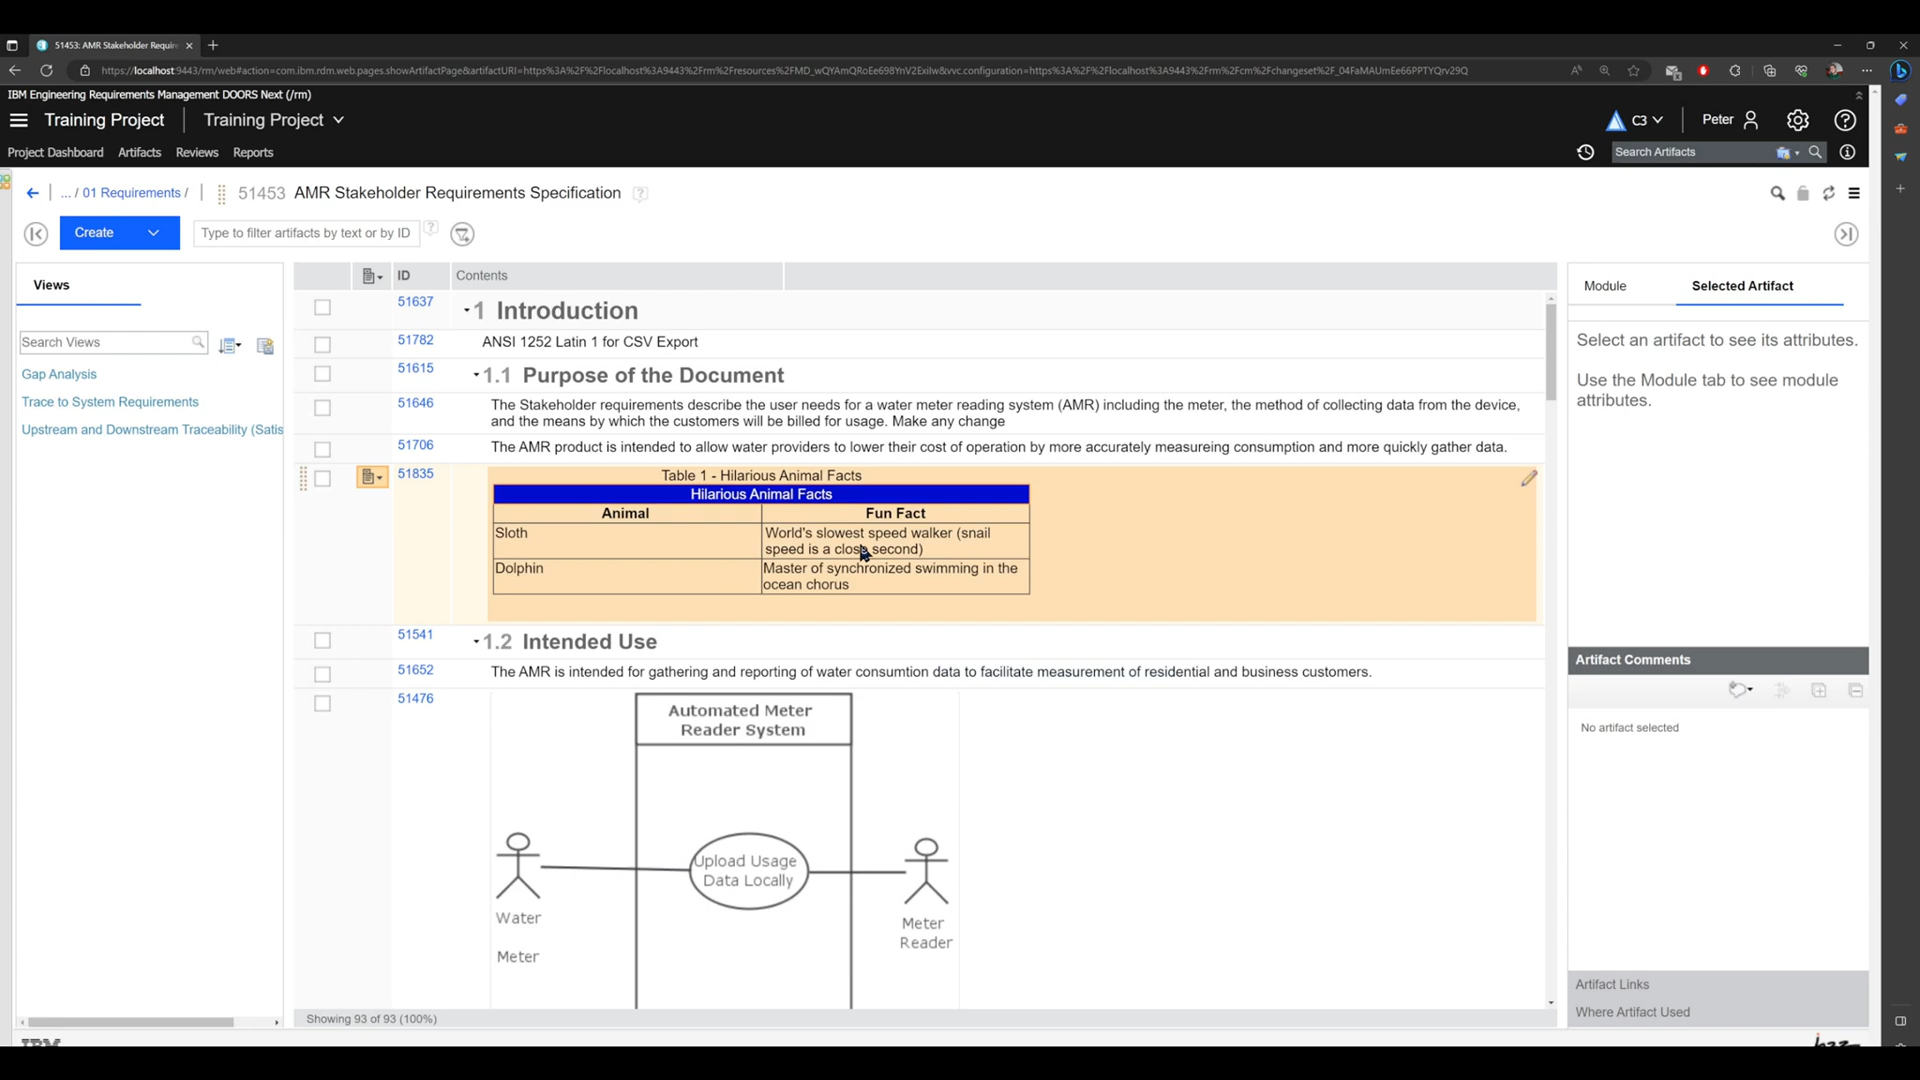 51453: AMR Stakeholder Require
https://localhost:9443/rm/web#action=com.ibm.rdm.web.pages.showArtifactPage&artifactURI=https%3A%2F%2Flocalhost%3A9443%2Frm%2Fresources%2FMD_wQYAmQRoEe698YnV2Exilw&vvc.configuration=https%3A%2F%2Flocalhost%3A9443%2Frm%2Fcm%2Fchangeset%2F_04FaMAUmEe66PPTYQrv29Q
IBM Engineering Requirements Management DOORS Next (/rm)
Training Project
Training Project
C3
Peter
Project Dashboard
Artifacts
Reviews
Reports
Search Artifacts
... / 01 Requirements /
51453 AMR Stakeholder Requirements Specification
Create
Type to filter artifacts by text or by ID
Views
Search Views
Gap Analysis
Trace to System Requirements
Upstream and Downstream Traceability (Satis
ID
Contents
51637
1 Introduction
51782
ANSI 1252 Latin 1 for CSV Export
51615
1.1 Purpose of the Document
51646
The Stakeholder requirements describe the user needs for a water meter reading system (AMR) including the meter, the method of collecting data from the device,
and the means by which the customers will be billed for usage. Make any change
51706
The AMR product is intended to allow water providers to lower their cost of operation by more accurately measureing consumption and more quickly gather data.
51835
Table 1 - Hilarious Animal Facts
Hilarious Animal Facts
Animal
Fun Fact
Sloth
World's slowest speed walker (snail
speed is a close second)
Dolphin
Master of synchronized swimming in the
ocean chorus
51541
1.2 Intended Use
51652
The AMR is intended for gathering and reporting of water consumtion data to facilitate measurement of residential and business customers.
51476
Automated Meter
Reader System
Upload Usage
Data Locally
Water
Meter
Meter
Reader
Showing 93 of 93 (100%)
Module
Selected Artifact
Select an artifact to see its attributes.
Use the Module tab to see module
attributes.
Artifact Comments
No artifact selected
Artifact Links
Where Artifact Used